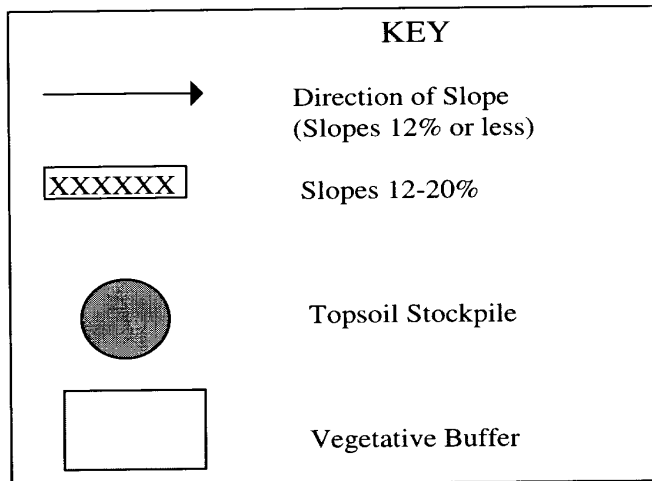 KEY
Direction of Slope
(Slopes 12% or less)
XXXXXX
Slopes 12-20%
Topsoil Stockpile
Vegetative Buffer